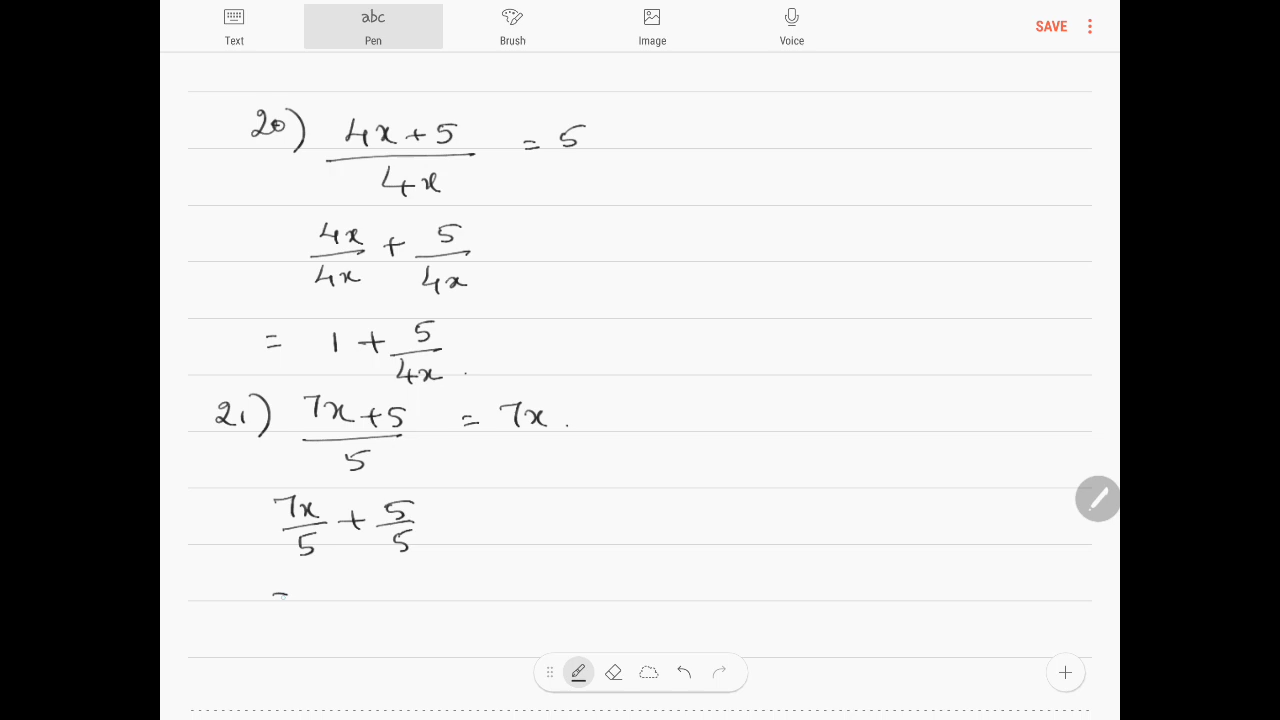 Text Pen Brush Image Voice SAVE
20) (4x+5)/(4x) = 5
4x/4x + 5/4x
= 1 + 5/4x .
21) (7x+5)/5 = 7x .
7x/5 + 5/5
=